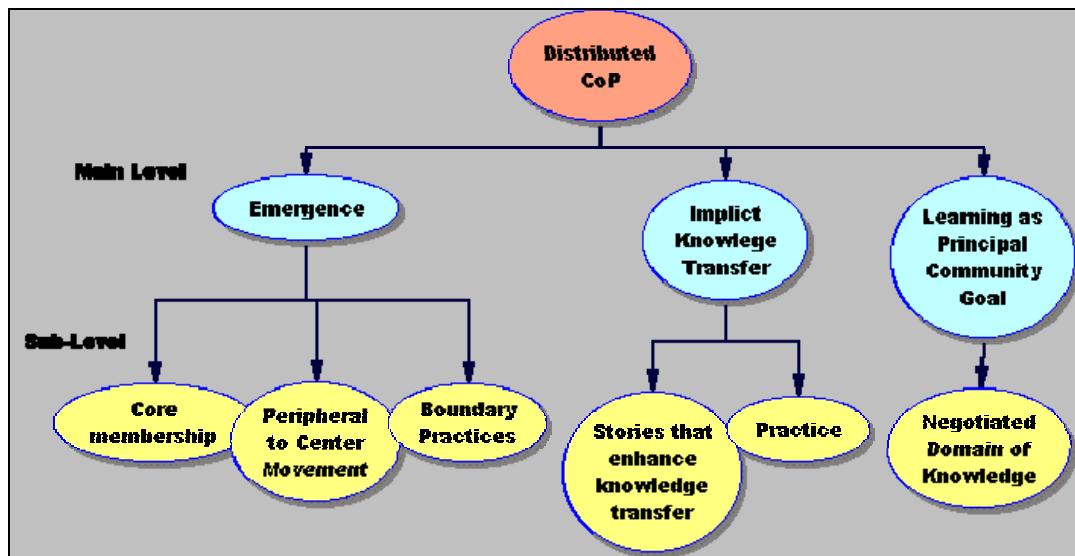 Distributed
CoP
Main Level
Emergence
Implict
Knowlege
Transfer
Learning as
Principal
Community
Goal
Sub-Level
Core
membership
Peripheral
to Center
Movement
Boundary
Practices
Stories that
enhance
knowledge
transfer
Practice
Negotiated
Domain of
Knowledge